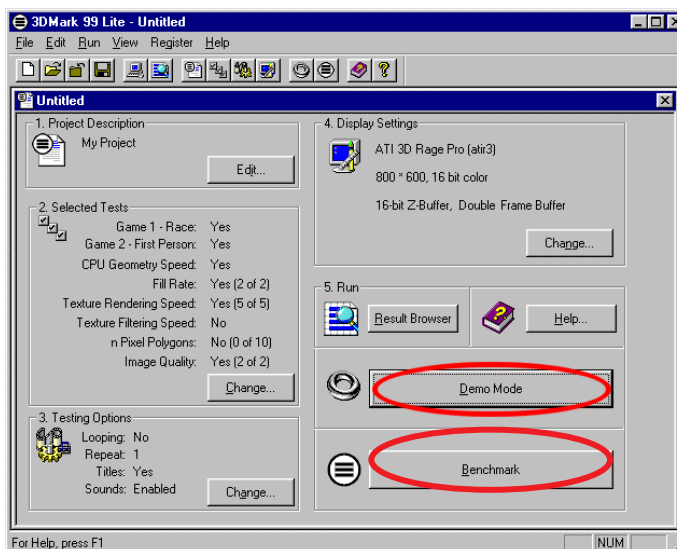 3DMark 99 Lite - Untitled
File Edit Run View Register Help
Untitled
1. Project Description
My Project
Edit...
2. Selected Tests
Game 1 - Race: Yes
Game 2 - First Person: Yes
CPU Geometry Speed: Yes
Fill Rate: Yes (2 of 2)
Texture Rendering Speed: Yes (5 of 5)
Texture Filtering Speed: No
n Pixel Polygons: No (0 of 10)
Image Quality: Yes (2 of 2)
Change...
3. Testing Options
Looping: No
Repeat: 1
Titles: Yes
Sounds: Enabled
Change...
4. Display Settings
ATI 3D Rage Pro (atir3)
800 * 600, 16 bit color
16-bit Z-Buffer, Double Frame Buffer
Change...
5. Run
Result Browser
Help...
Demo Mode
Benchmark
For Help, press F1
NUM